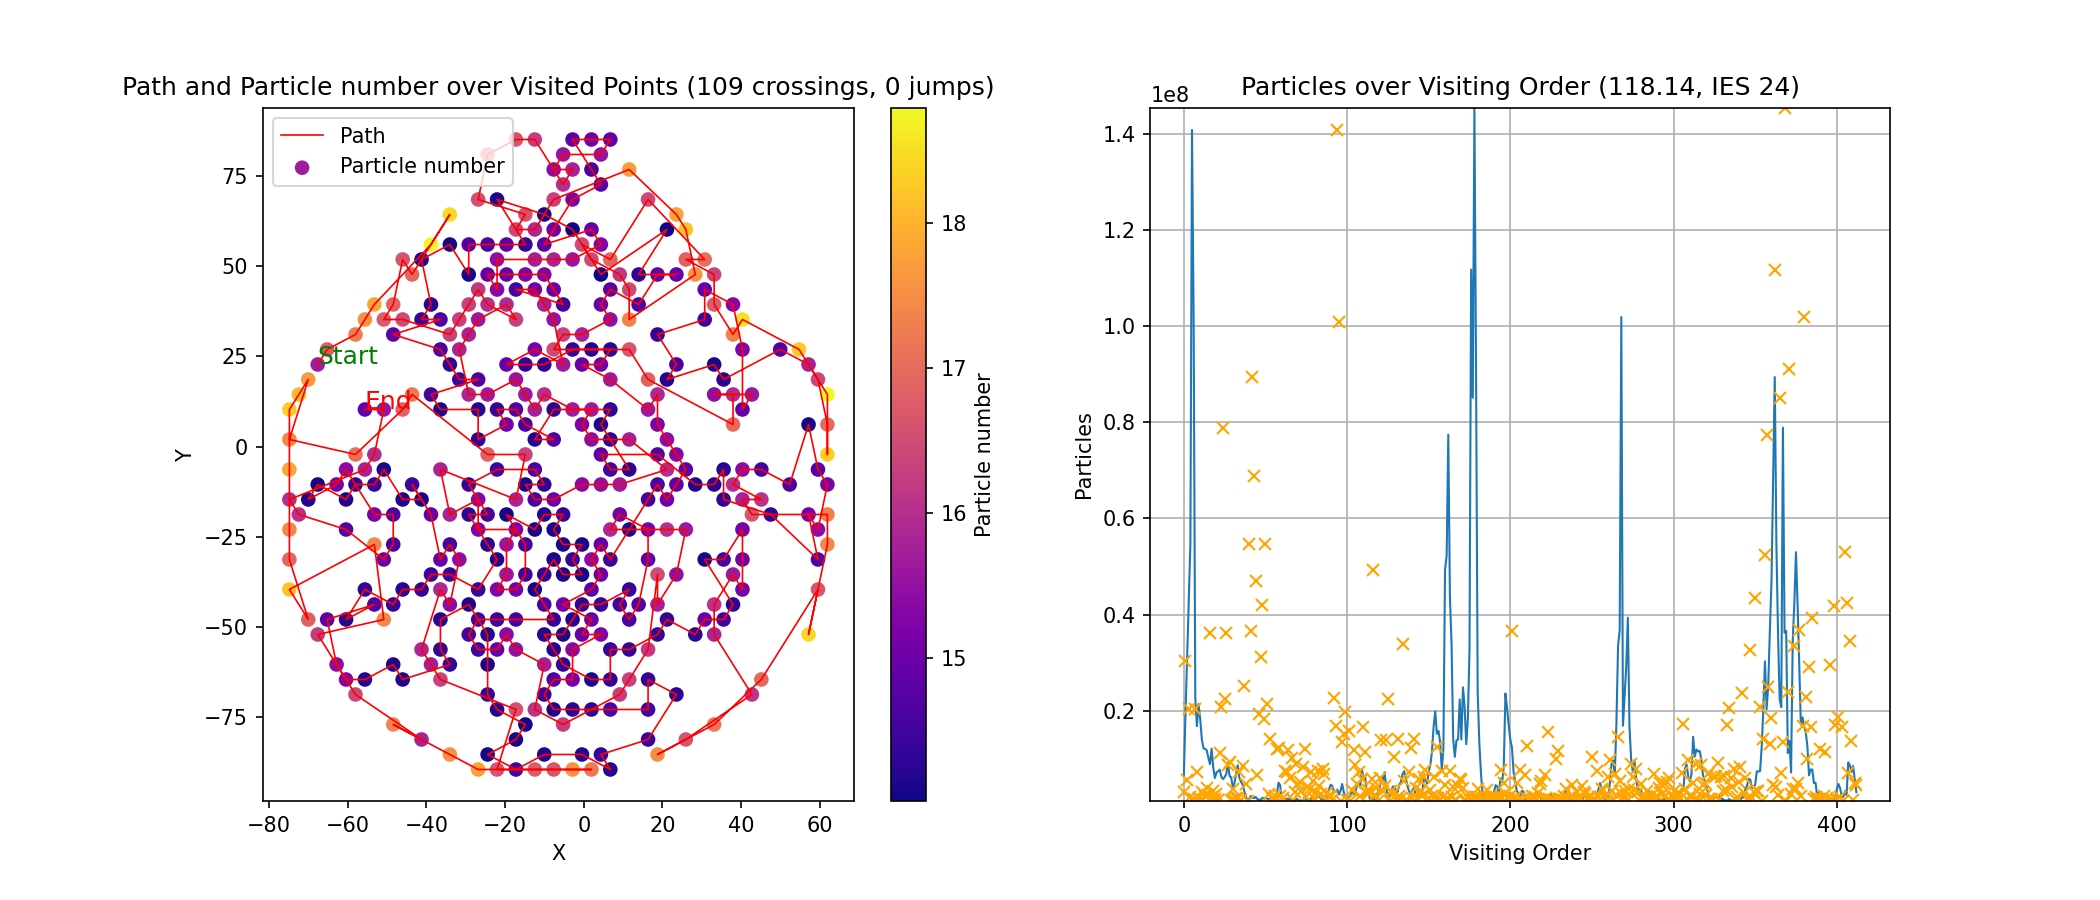 Path and Particle number over Visited Points (109 crossings, 0 jumps)
Path
Particle number
Start
End
75
50
25
0
−25
−50
−75
Y
−80
−60
−40
−20
0
20
40
60
X
18
17
16
15
Particle number
Particles over Visiting Order (118.14, IES 24)
1e8
1.4
1.2
1.0
0.8
0.6
0.4
0.2
Particles
0
100
200
300
400
Visiting Order